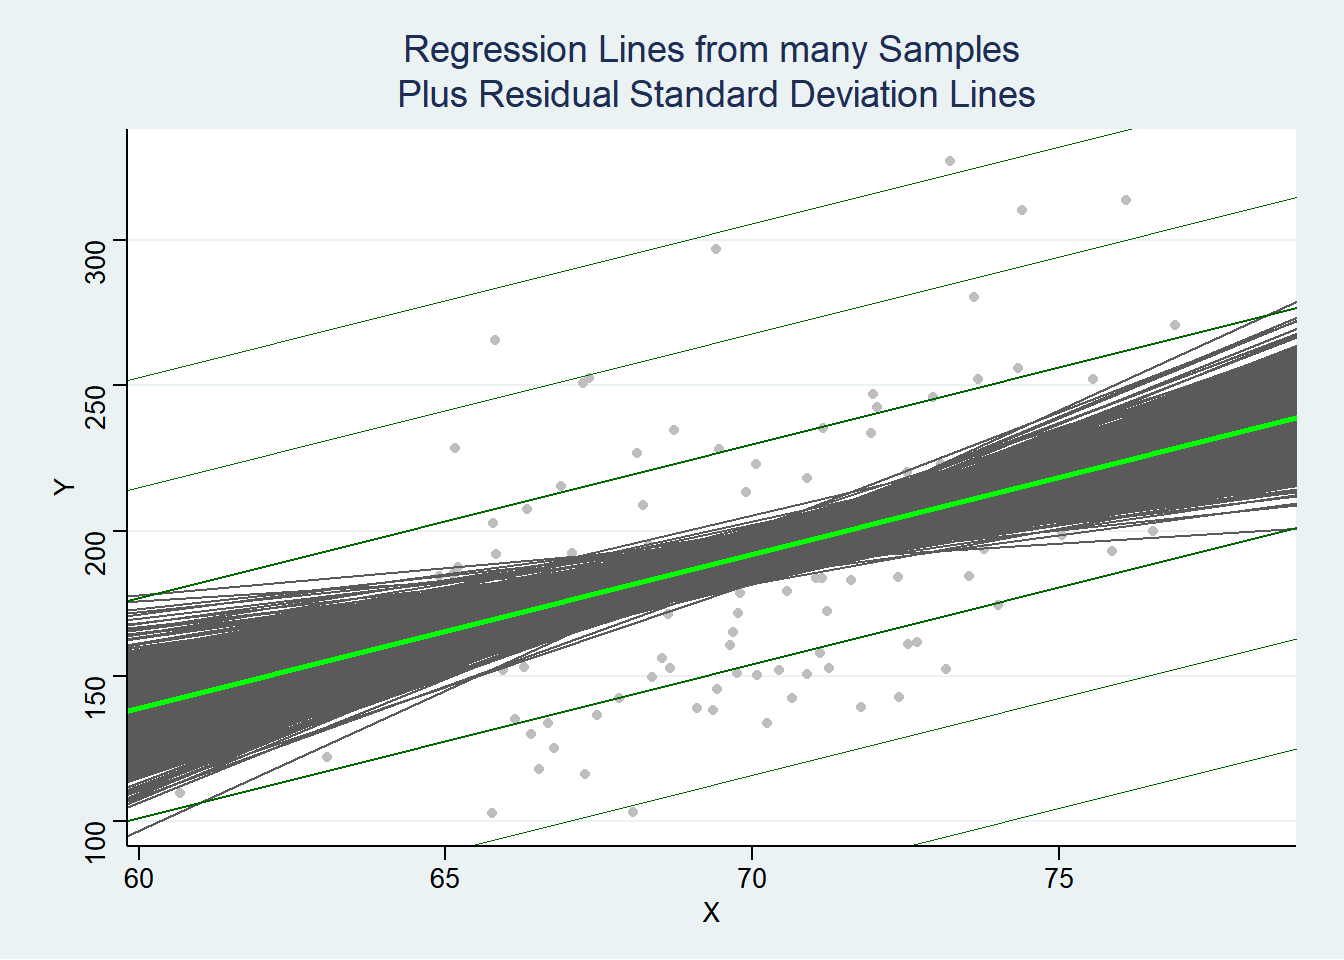 Regression Lines from many Samples
Plus Residual Standard Deviation Lines
Y
300
250
200
150
100
60 65 70 75
X